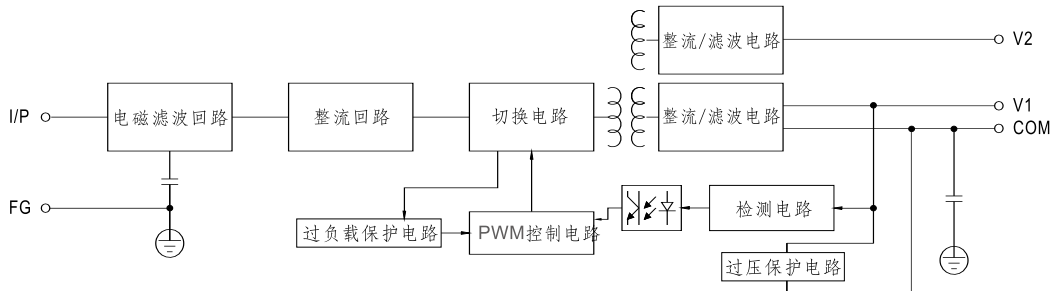 整流/滤波电路
V2
I/P
电磁滤波回路
整流回路
切换电路
整流/滤波电路
V1
COM
FG
过负载保护电路
PWM控制电路
检测电路
过压保护电路